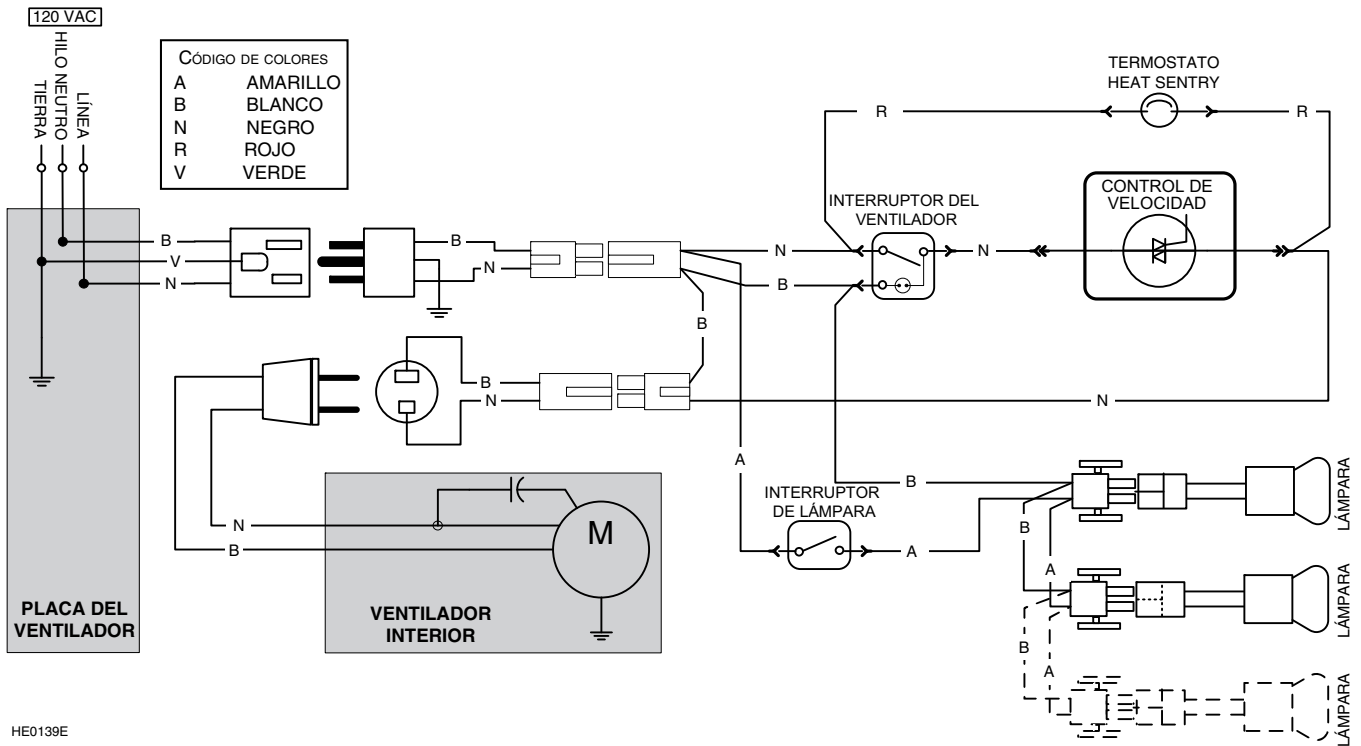 120 VAC
TIERRA
HILO NEUTRO
LÍNEA
CÓDIGO DE COLORES
A AMARILLO
B BLANCO
N NEGRO
R ROJO
V VERDE
TERMOSTATO
HEAT SENTRY
R
R
INTERRUPTOR DEL
VENTILADOR
CONTROL DE
VELOCIDAD
B
V
N
B
N
N
B
N
B
B
N
N
A
INTERRUPTOR
DE LÁMPARA
B
A
LÁMPARA
B
A
LÁMPARA
B
A
LÁMPARA
N
B
M
VENTILADOR
INTERIOR
PLACA DEL
VENTILADOR
HE0139E